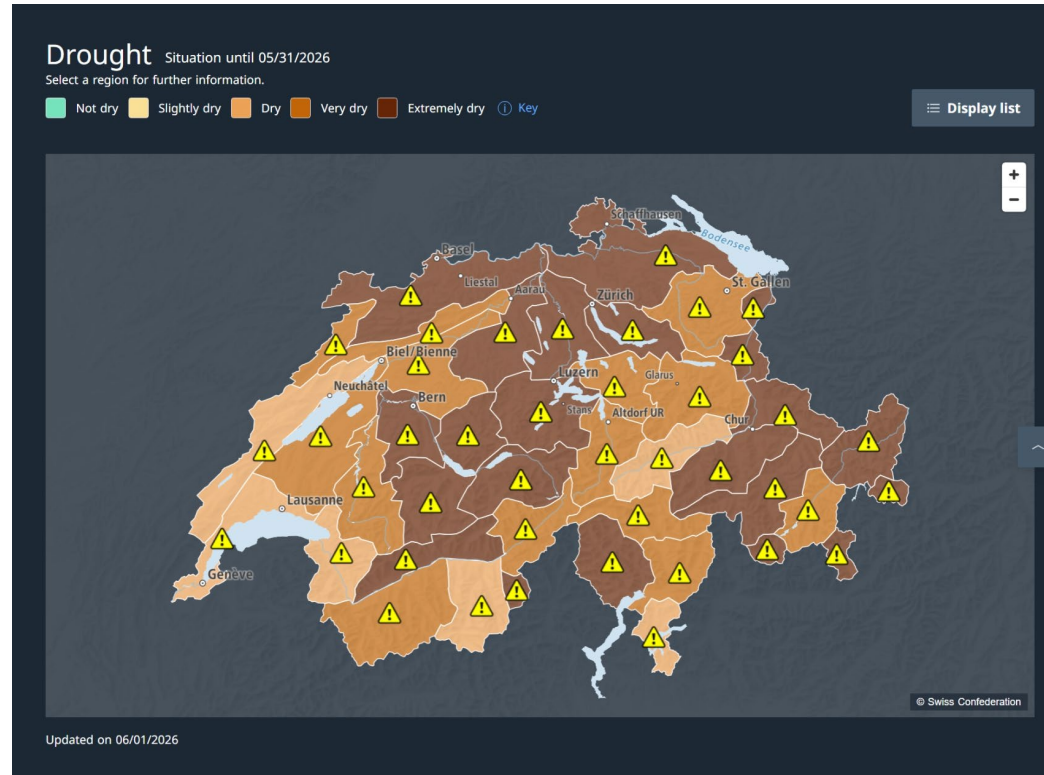 Drought Situation until 05/31/2026
Select a region for further information.
Not dry Slightly dry Dry Very dry Extremely dry ⓘ Key
Display list
+
−
Schaffhausen
Bodensee
Basel
Liestal
Aarau
Zürich
St. Gallen
Biel/Bienne
Neuchâtel
Luzern
Glarus
Bern
Stans
Altdorf UR
Chur
Lausanne
Genève
© Swiss Confederation
Updated on 06/01/2026